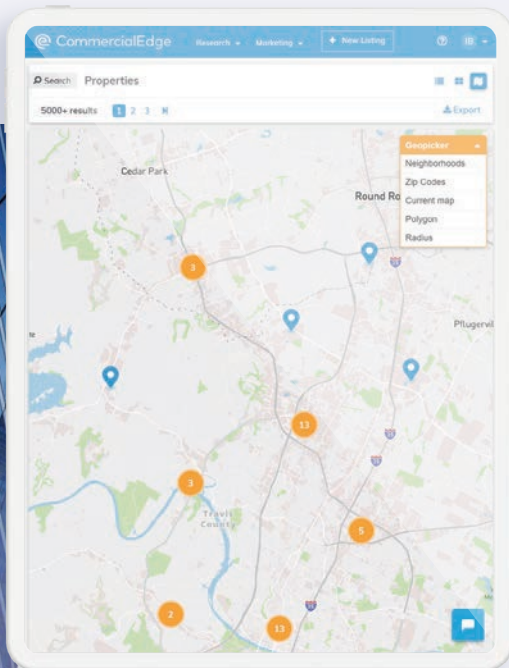 CommercialEdge
Research
Marketing
+ New Listing
IB
Search
Properties
5000+ results
1 2 3
Export
Geopicker
Neighborhoods
Zip Codes
Current map
Polygon
Radius
Cedar Park
Round Ro
3
Pflugervil
13
3
Travis
County
5
2
13